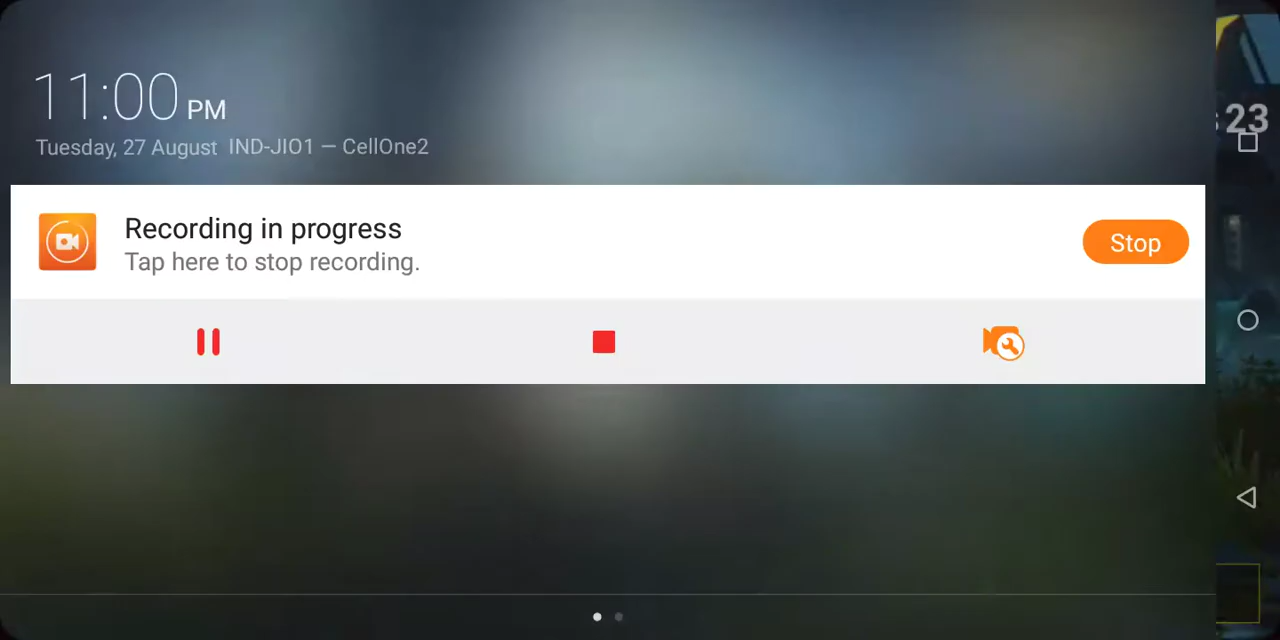 11:00 PM
Tuesday, 27 August IND-JIO1 — CellOne2
23
Recording in progress
Tap here to stop recording.
Stop